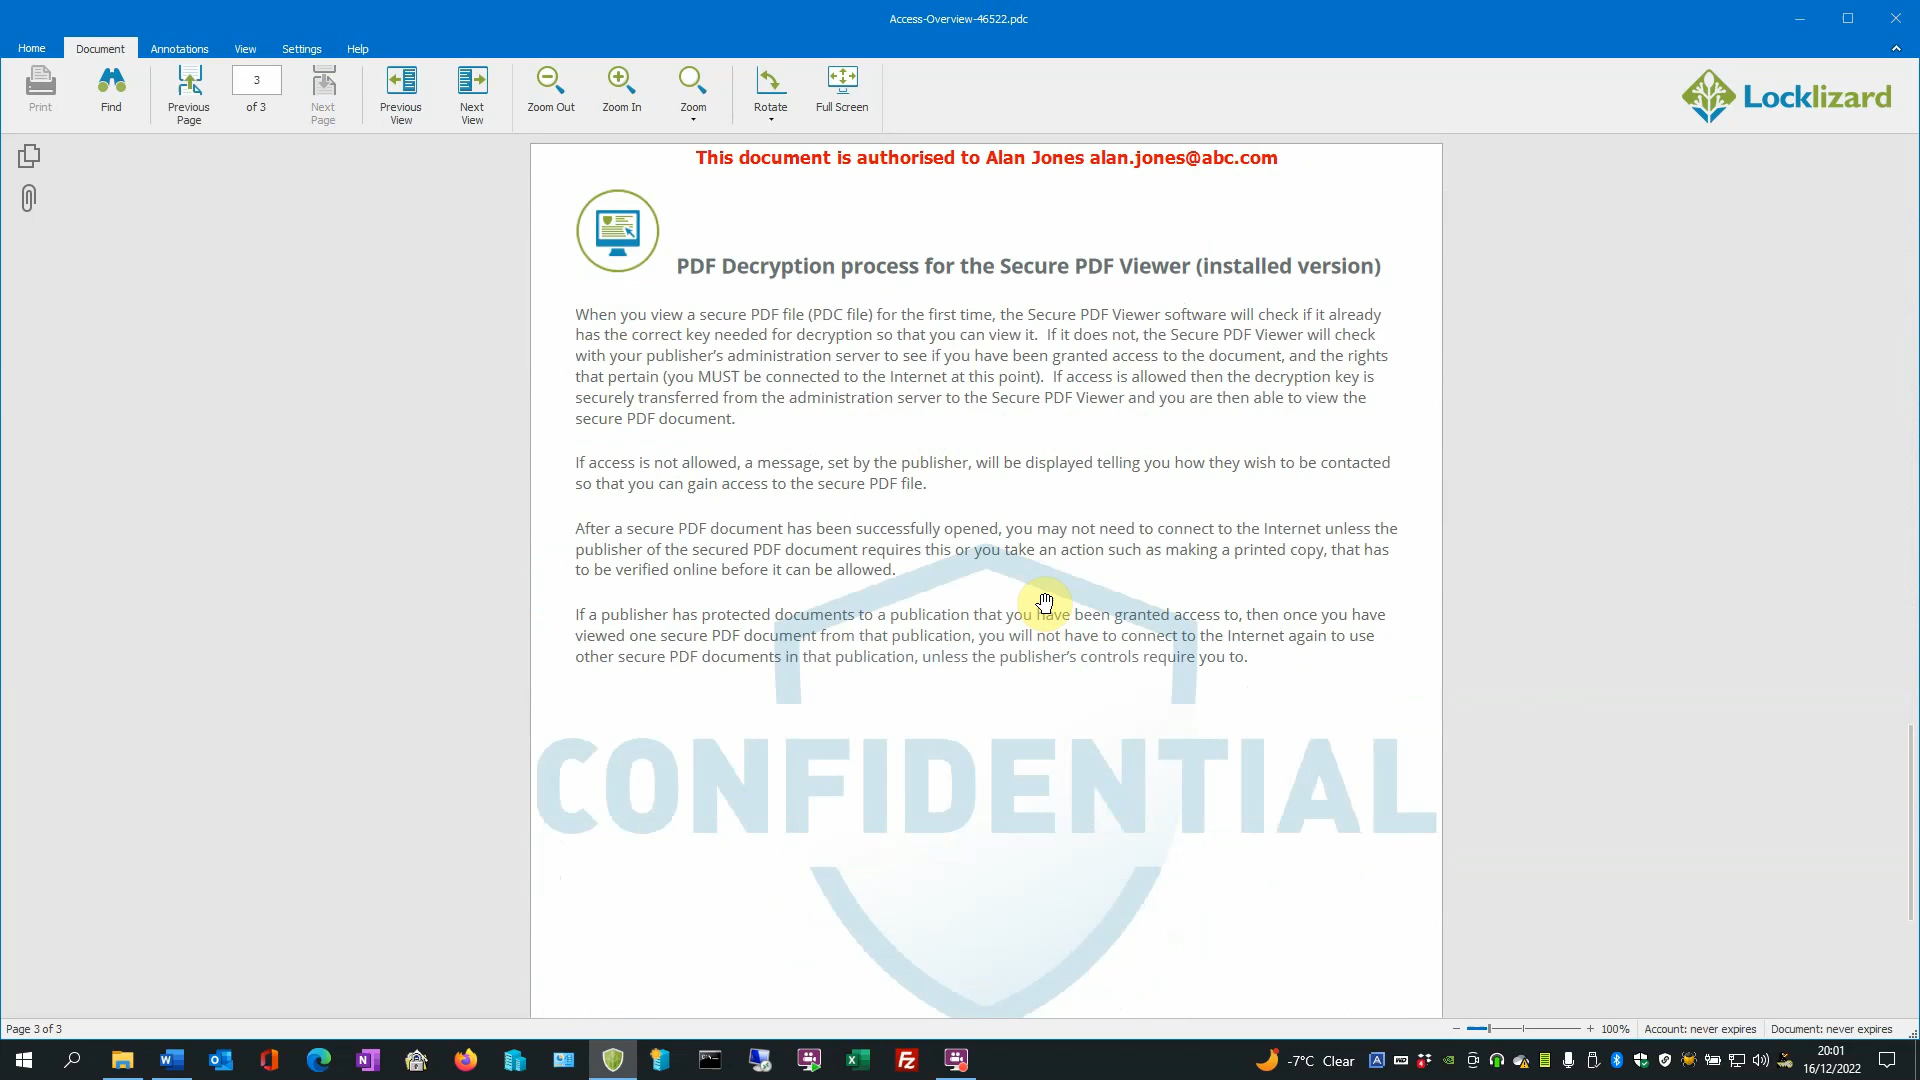 Access-Overview-46522.pdc
Home Document Annotations View Settings Help
Print Find Previous Page 3 of 3 Next Page Previous View Next View Zoom Out Zoom In Zoom Rotate Full Screen
Locklizard
This document is authorised to Alan Jones alan.jones@abc.com
PDF Decryption process for the Secure PDF Viewer (installed version)
When you view a secure PDF file (PDC file) for the first time, the Secure PDF Viewer software will check if it already
has the correct key needed for decryption so that you can view it. If it does not, the Secure PDF Viewer will check
with your publisher's administration server to see if you have been granted access to the document, and the rights
that pertain (you MUST be connected to the Internet at this point). If access is allowed then the decryption key is
securely transferred from the administration server to the Secure PDF Viewer and you are then able to view the
secure PDF document.
If access is not allowed, a message, set by the publisher, will be displayed telling you how they wish to be contacted
so that you can gain access to the secure PDF file.
After a secure PDF document has been successfully opened, you may not need to connect to the Internet unless the
publisher of the secured PDF document requires this or you take an action such as making a printed copy, that has
to be verified online before it can be allowed.
If a publisher has protected documents to a publication that you have been granted access to, then once you have
viewed one secure PDF document from that publication, you will not have to connect to the Internet again to use
other secure PDF documents in that publication, unless the publisher's controls require you to.
CONFIDENTIAL
Page 3 of 3
100% Account: never expires Document: never expires
-7°C Clear
20:01
16/12/2022